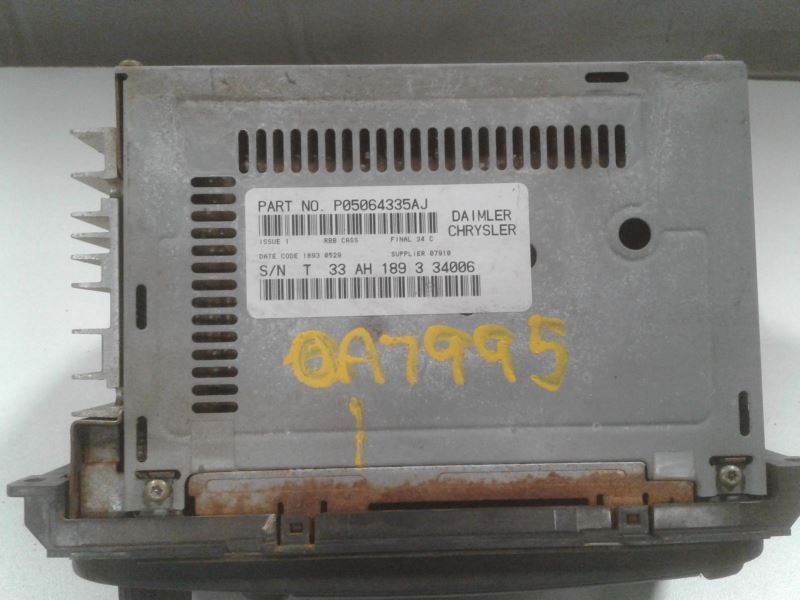 PART NO. P05064335AJ
DAIMLER
CHRYSLER
ISSUE 1 RBB CASS FINAL 34 C
DATE CODE 1893 0529 SUPPLIER 07910
S/N T 33 AH 189 3 34006
0A7995
1